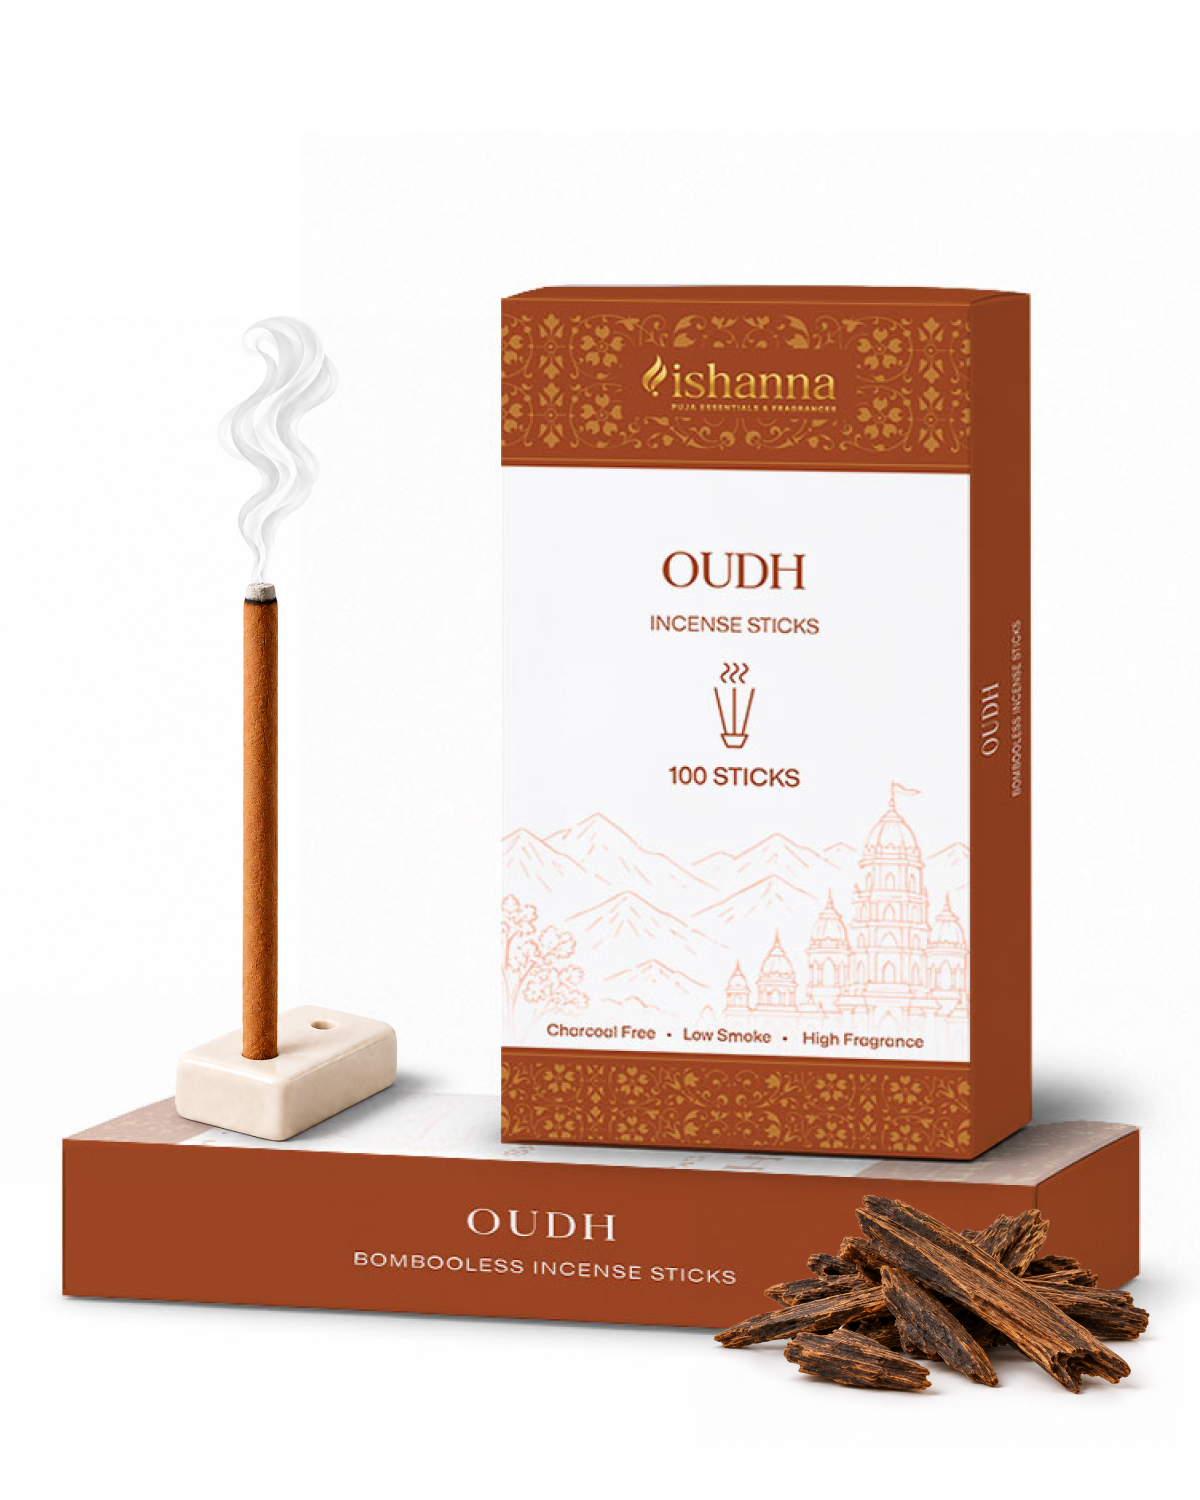 ishanna
PUJA ESSENTIALS & FRAGRANCES
OUDH
INCENSE STICKS
100 STICKS
Charcoal Free • Low Smoke • High Fragrance
OUDH
BOMBOOLESS INCENSE STICKS
OUDH
BOMBOOLESS INCENSE STICKS